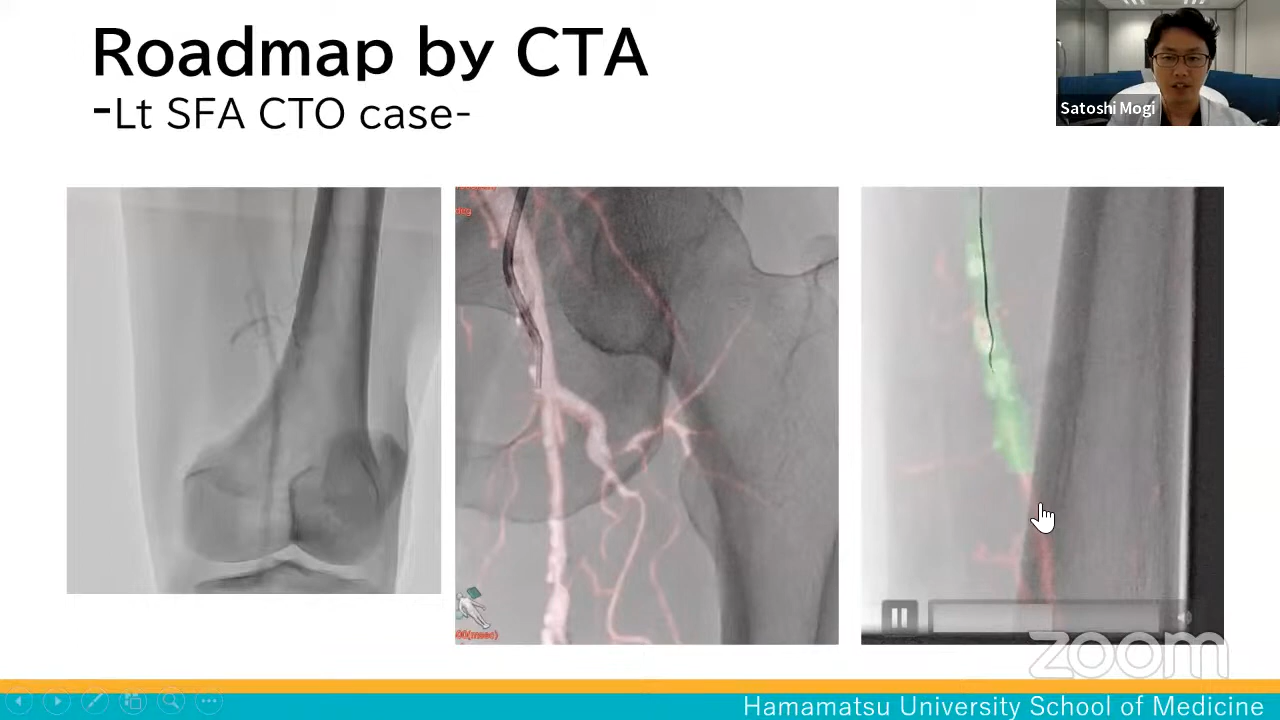 Roadmap by CTA
-Lt SFA CTO case-
Satoshi Mogi
zoom
Hamamatsu University School of Medicine